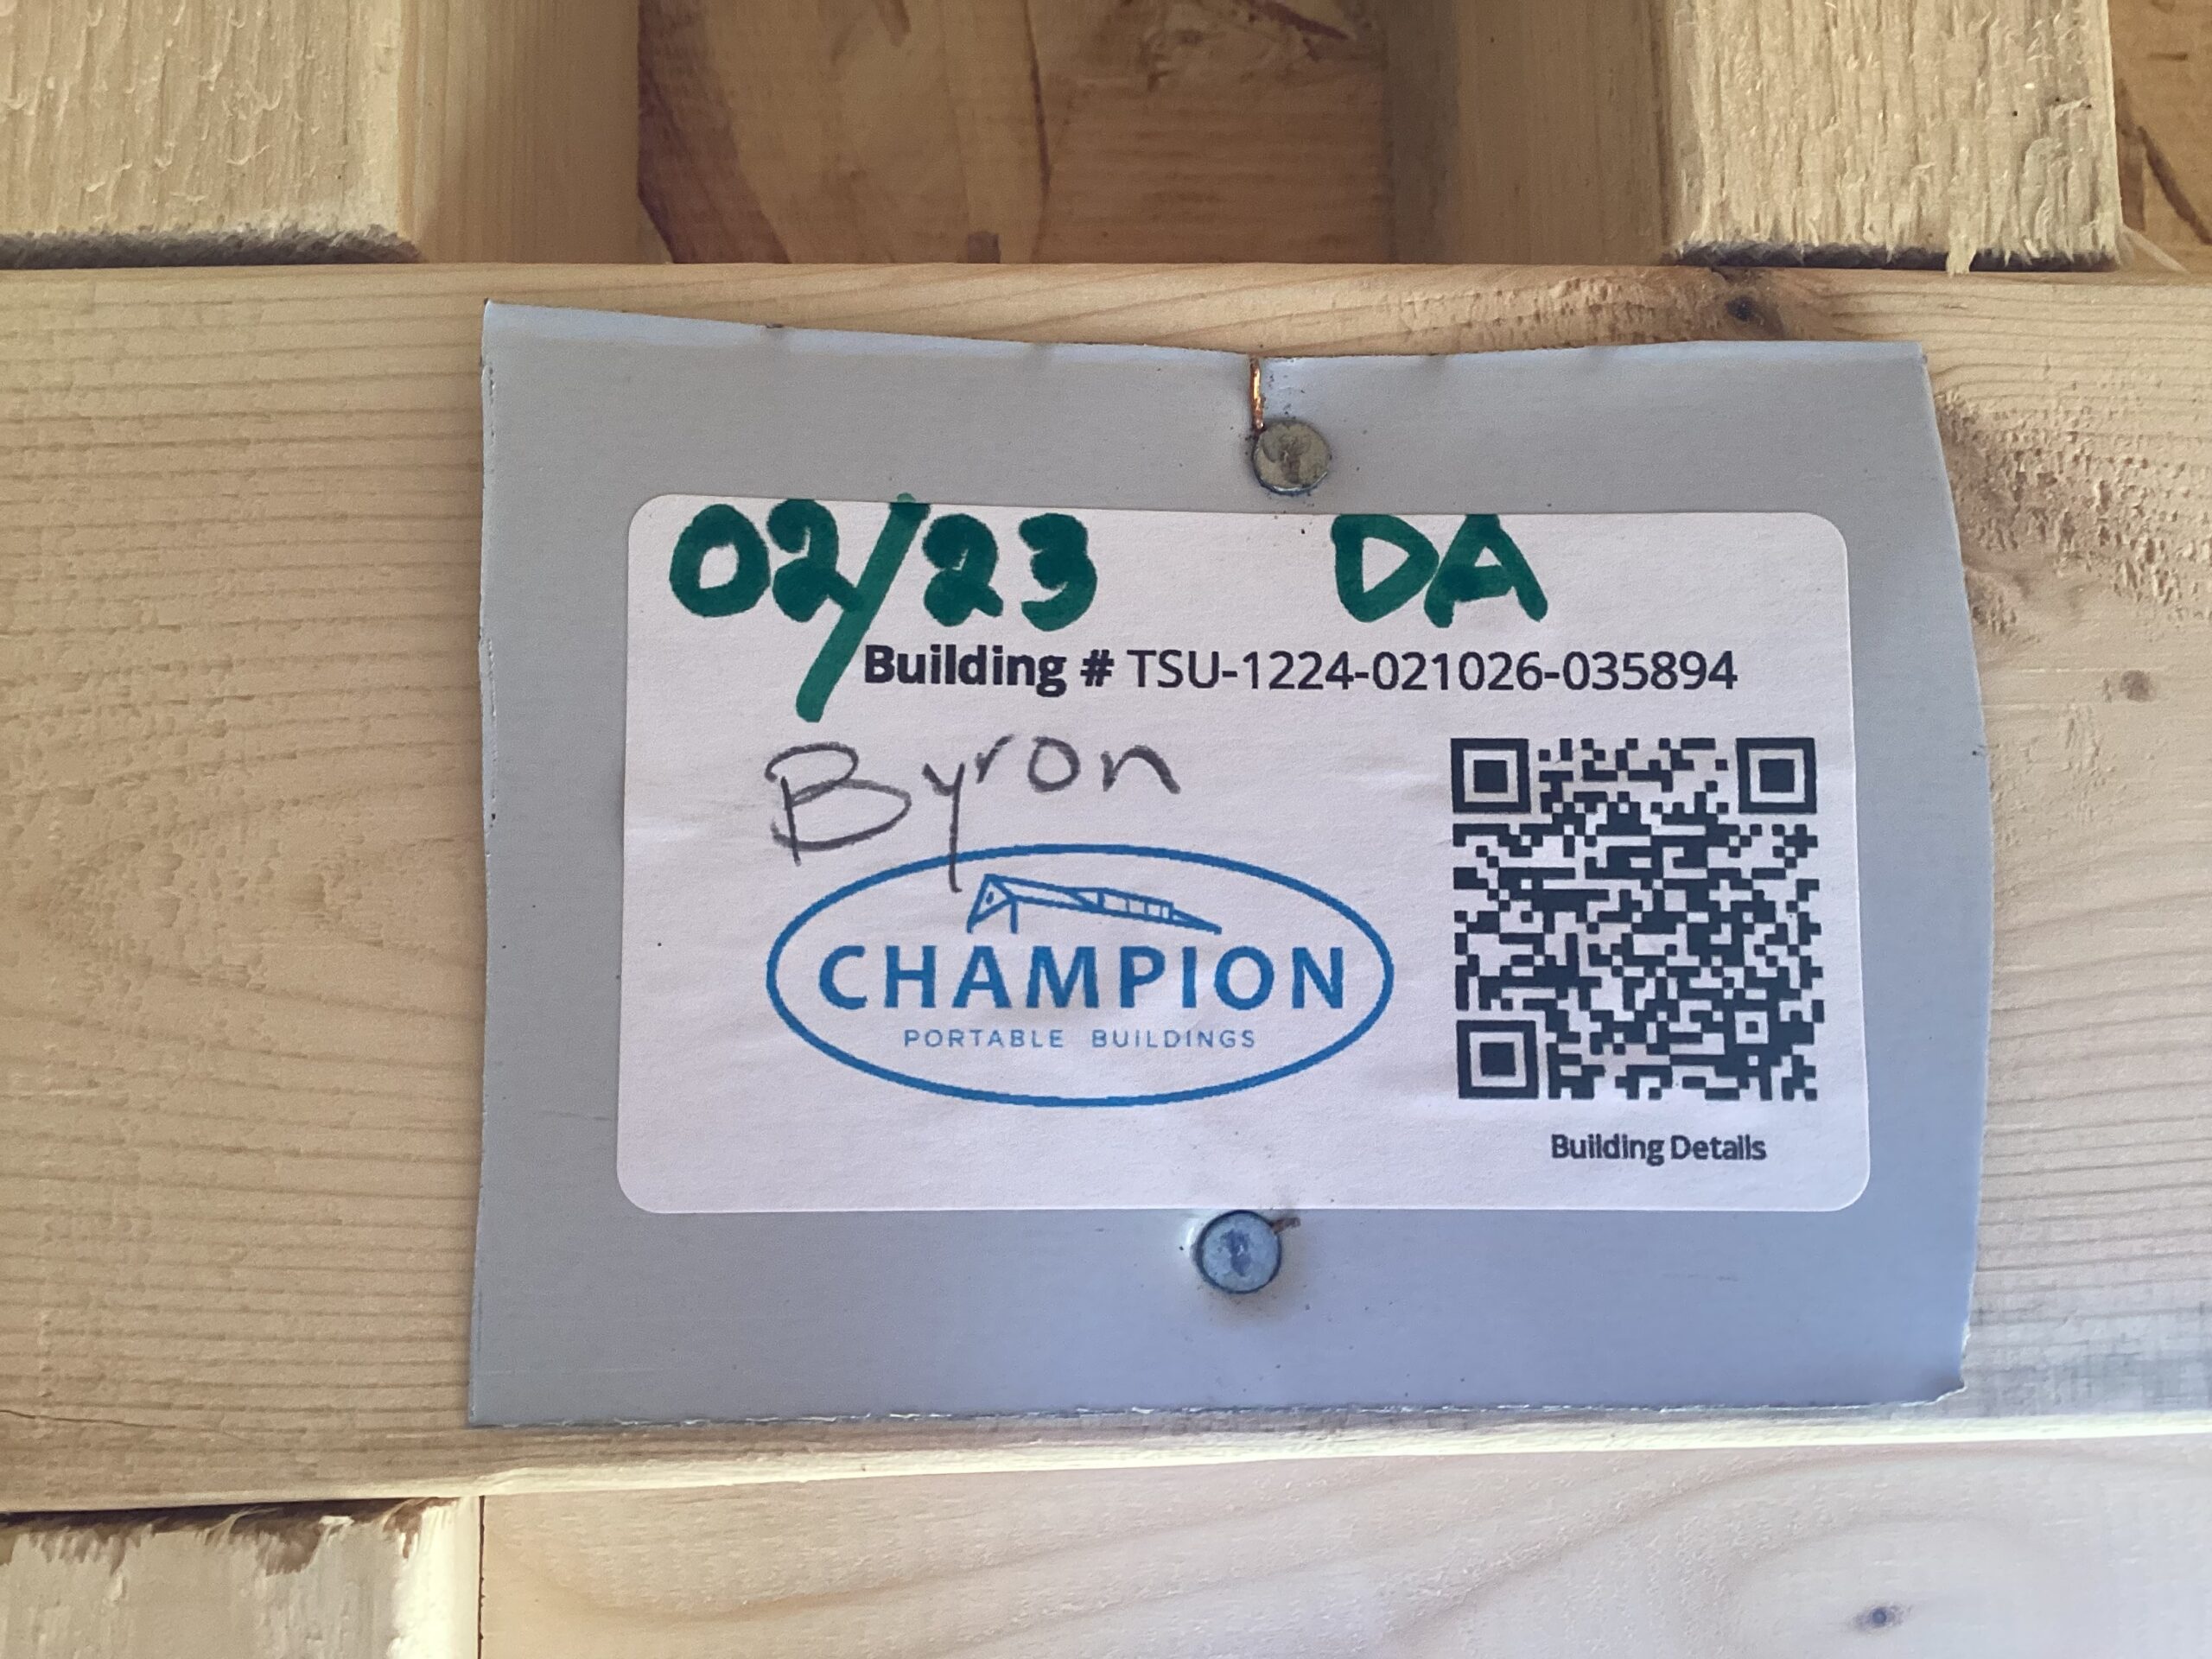 02/23 DA
Building # TSU-1224-021026-035894
Byron
CHAMPION
PORTABLE BUILDINGS
Building Details